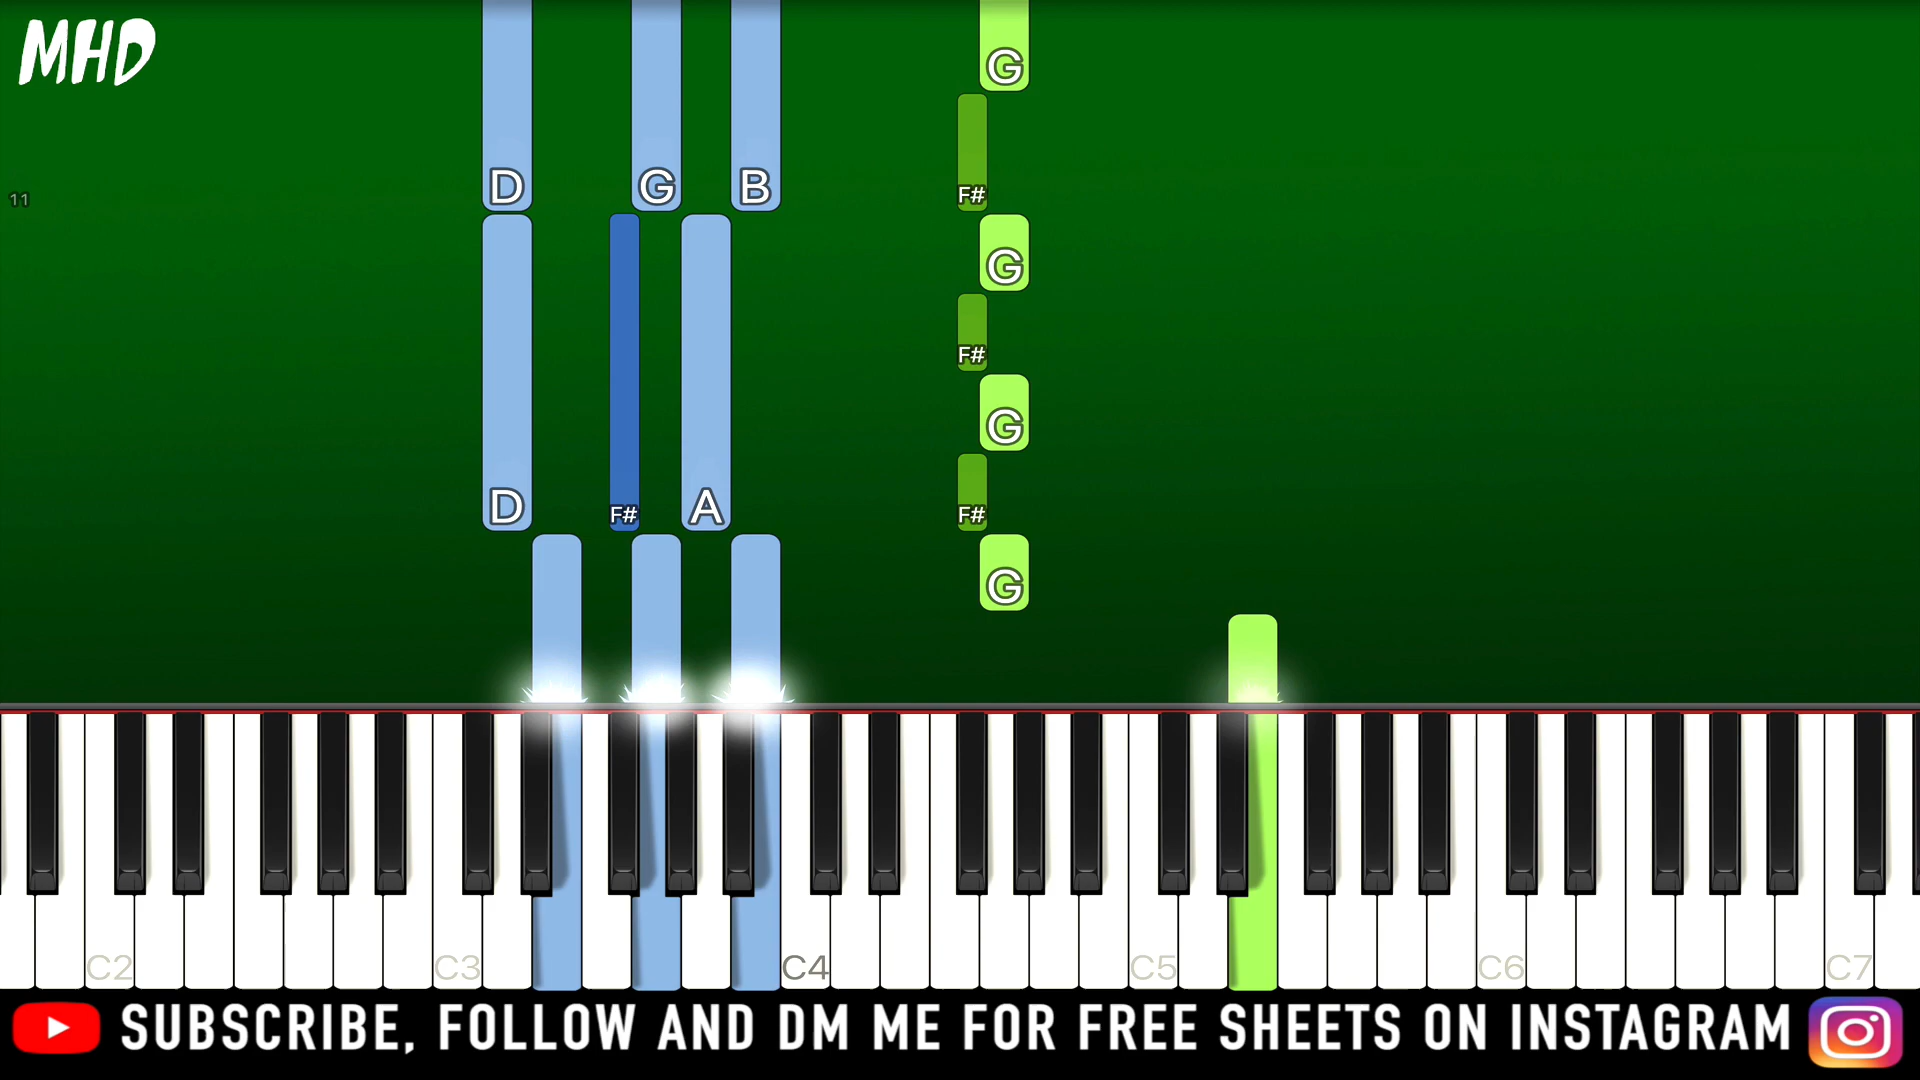 MHD
G
D G B F#
11
G
F#
G
D F# A F#
G
C2 C3 C4 C5 C6 C7
SUBSCRIBE, FOLLOW AND DM ME FOR FREE SHEETS ON INSTAGRAM